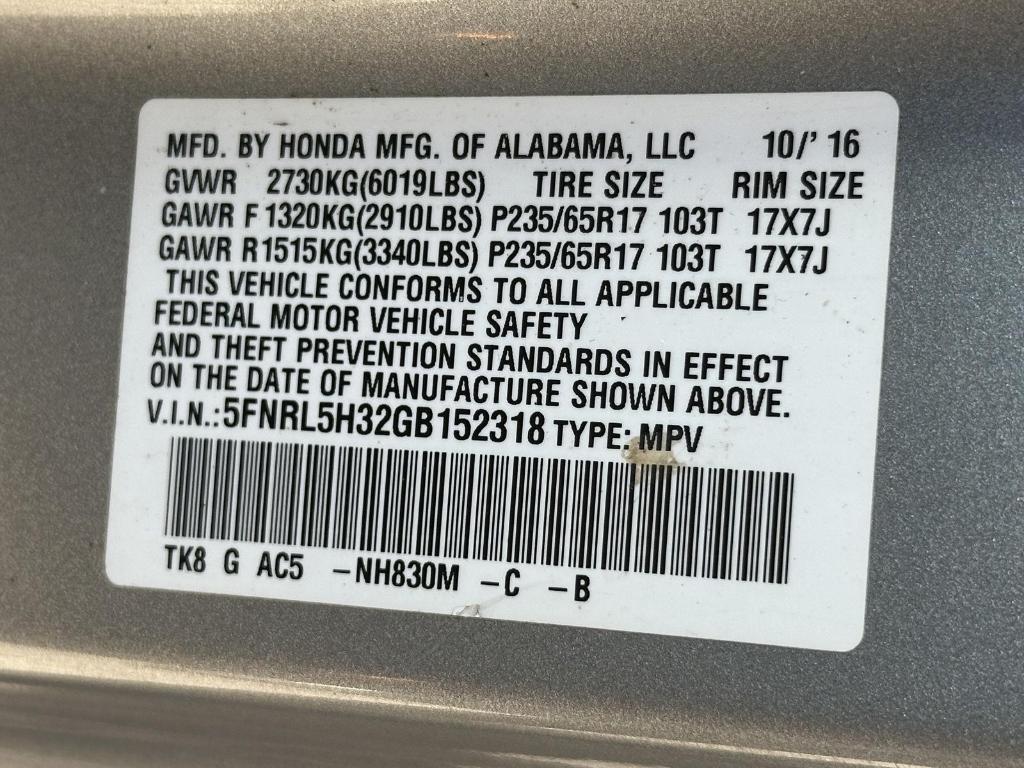 MFD. BY HONDA MFG. OF ALABAMA, LLC 10/' 16
GVWR 2730KG(6019LBS) TIRE SIZE RIM SIZE
GAWR F 1320KG(2910LBS) P235/65R17 103T 17X7J
GAWR R1515KG(3340LBS) P235/65R17 103T 17X7J
THIS VEHICLE CONFORMS TO ALL APPLICABLE
FEDERAL MOTOR VEHICLE SAFETY
AND THEFT PREVENTION STANDARDS IN EFFECT
ON THE DATE OF MANUFACTURE SHOWN ABOVE.
V.I.N.:5FNRL5H32GB152318 TYPE: MPV
TK8 G AC5 –NH830M –C –B